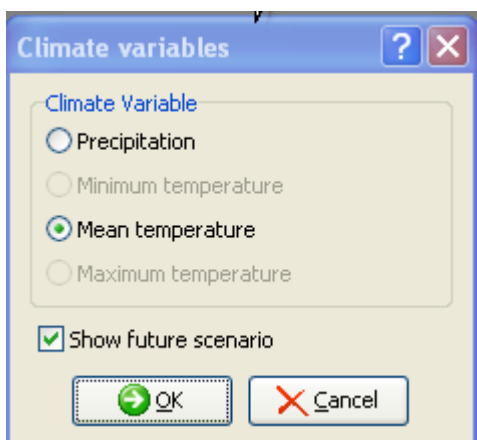 Climate variables
?
Climate Variable
Precipitation
Minimum temperature
Mean temperature
Maximum temperature
Show future scenario
OK
Cancel